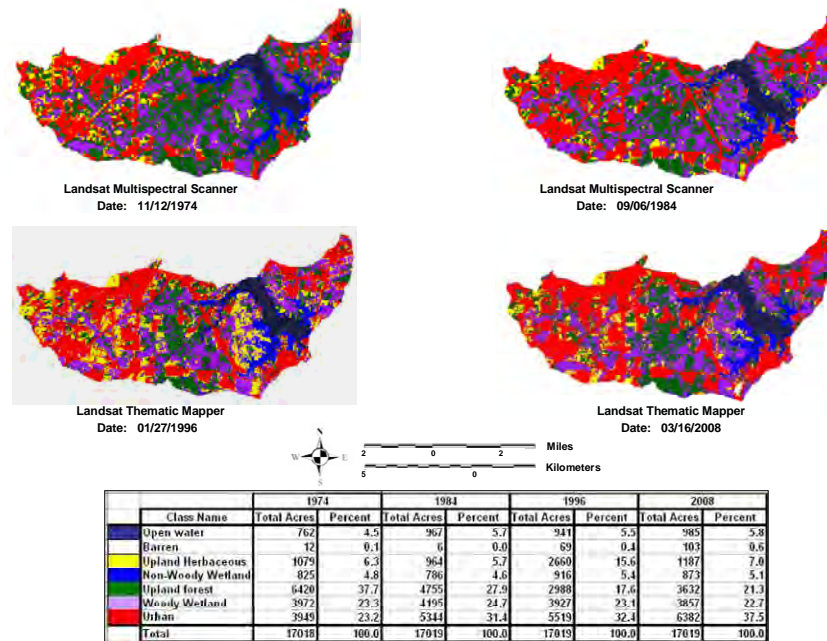 Landsat Multispectral Scanner
Date: 11/12/1974
Landsat Multispectral Scanner
Date: 09/06/1984
Landsat Thematic Mapper
Date: 01/27/1996
Landsat Thematic Mapper
Date: 03/16/2008
N
W E
S
2 0 2 Miles
5 0 Kilometers
1974 1984 1996 2008
Class Name Total Acres Percent Total Acres Percent Total Acres Percent Total Acres Percent
Open water 762 4.5 967 5.7 941 5.5 985 5.8
Barren 12 0.1 6 0.0 69 0.4 103 0.6
Upland Herbaceous 1079 6.3 964 5.7 2660 15.6 1187 7.0
Non-Woody Wetland 825 4.8 786 4.6 916 5.4 873 5.1
Upland forest 6420 37.7 4755 27.9 2988 17.6 3632 21.3
Woody Wetland 3972 23.3 4195 24.7 3927 23.1 3857 22.7
Urban 3949 23.2 5344 31.4 5519 32.4 6382 37.5
Total 17018 100.0 17019 100.0 17019 100.0 17019 100.0